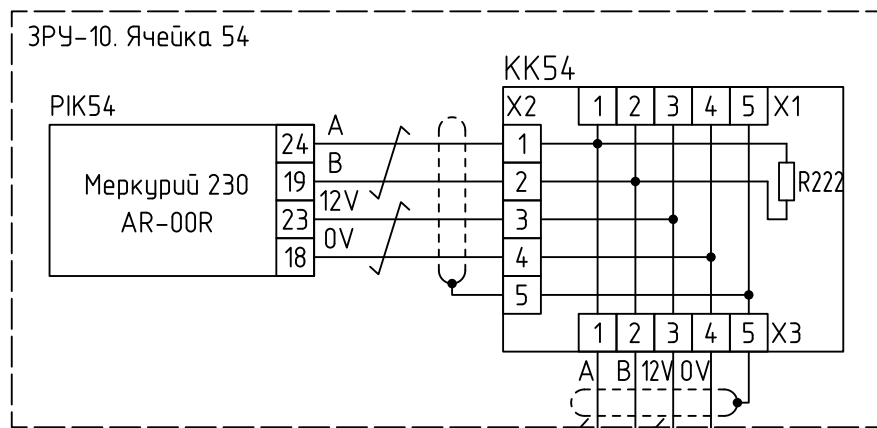 ЗРУ-10. Ячейка 54
КК54
PIK54
X2
1 2 3 4 5
X1
Меркурий 230
AR-00R
24
A
1
19
B
2
R222
23
12V
3
18
0V
4
5
1 2 3 4 5
X3
A B 12V 0V